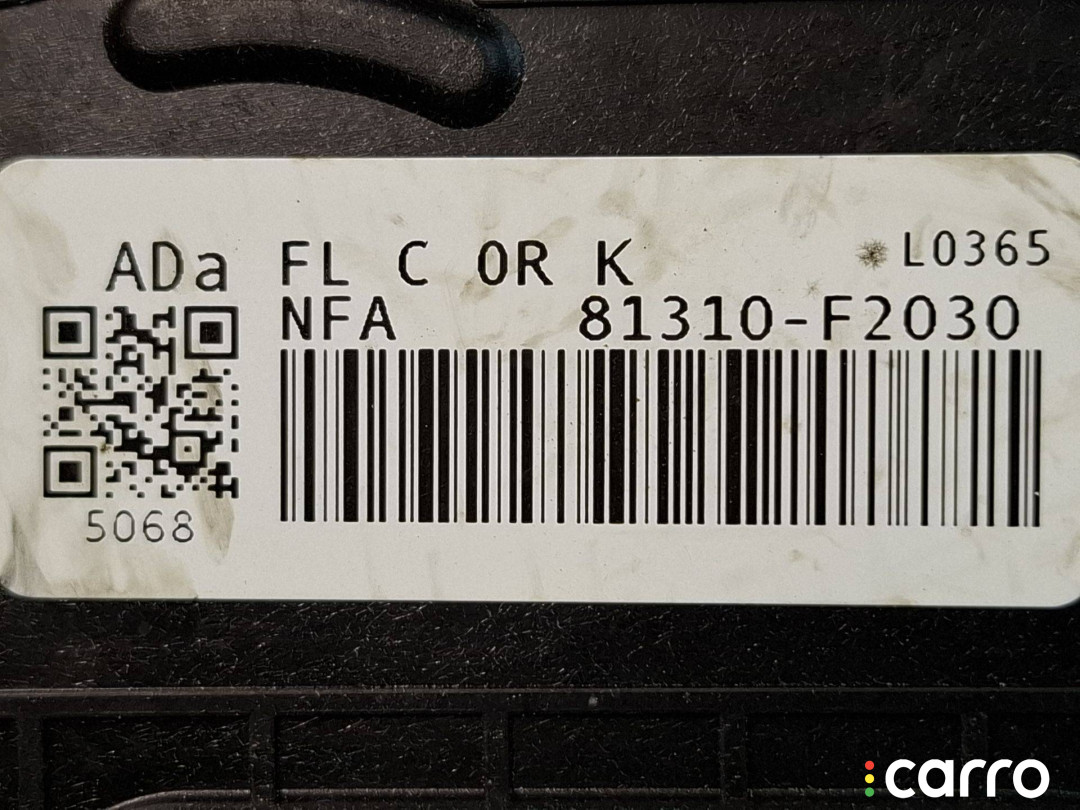 ADa FL C 0R K *L0365
NFA 81310-F2030
5068
carro